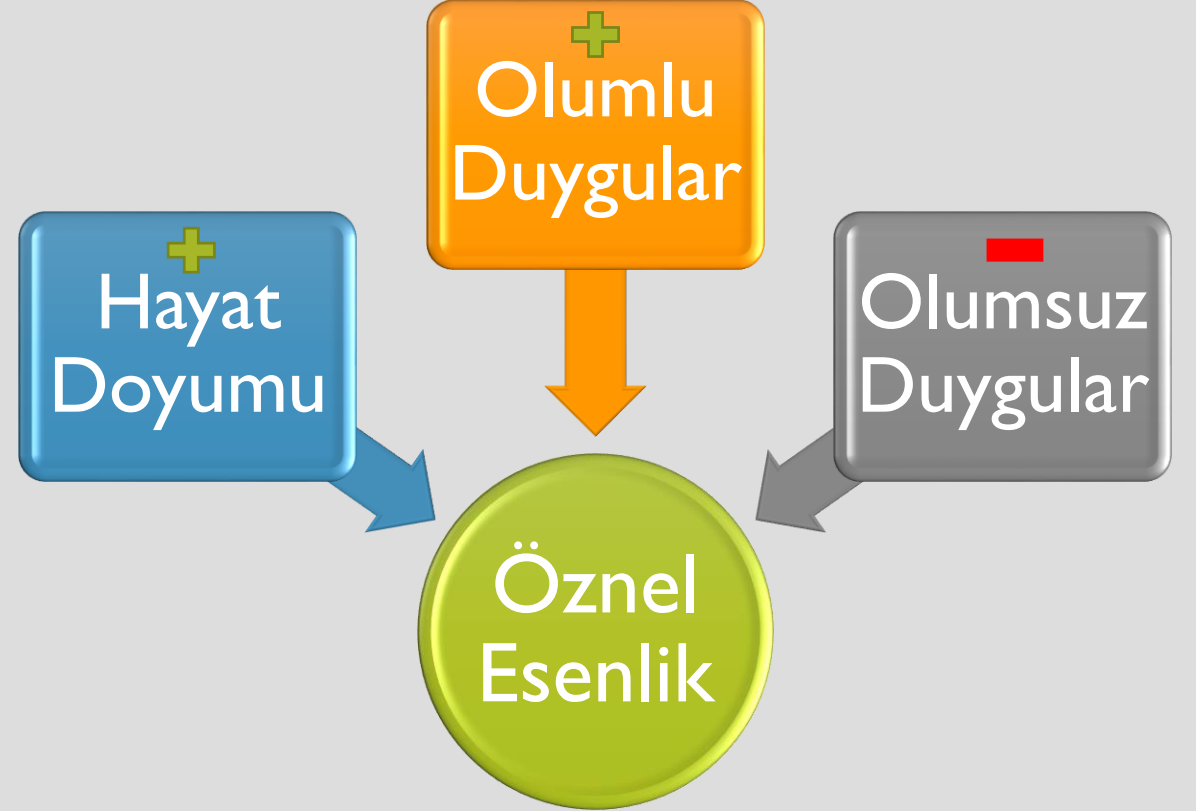 Olumlu
Duygular
Hayat
Doyumu
Olumsuz
Duygular
Öznel
Esenlik